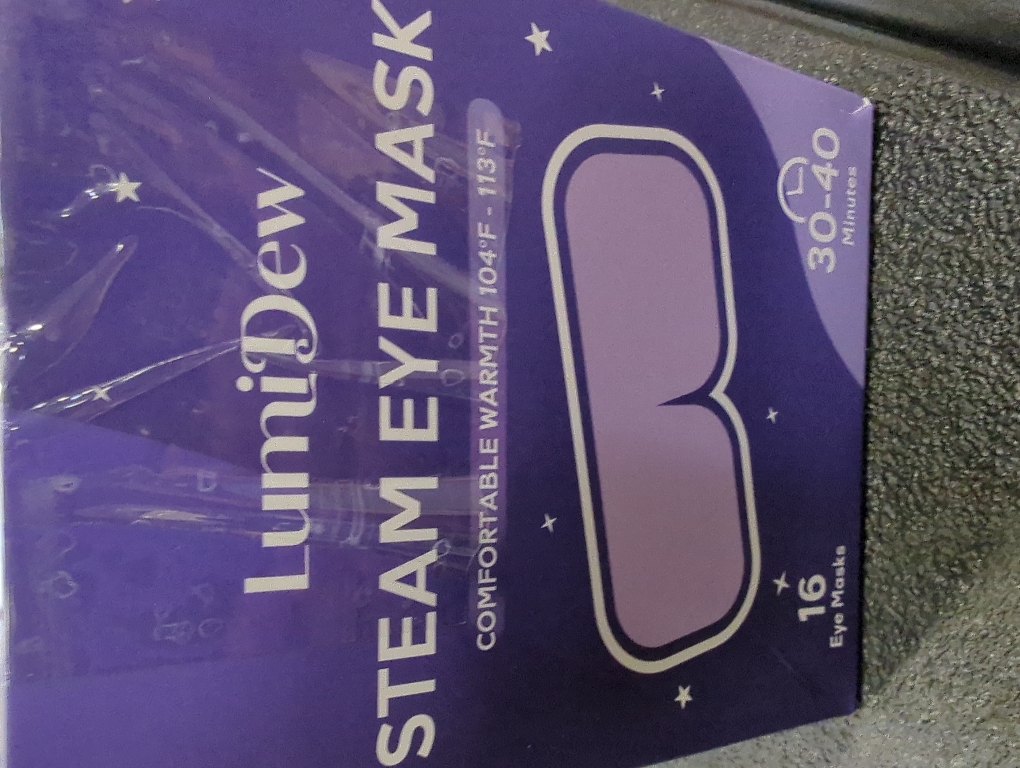 LumiDew
STEAM EYE MASK
COMFORTABLE WARMTH 104°F - 113°F
16
Eye Masks
30-40
Minutes